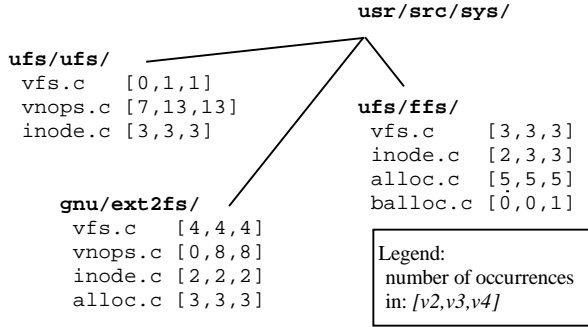 usr/src/sys/
ufs/ufs/
vfs.c [0,1,1]
vnops.c [7,13,13]
inode.c [3,3,3]
ufs/ffs/
vfs.c [3,3,3]
inode.c [2,3,3]
alloc.c [5,5,5]
balloc.c [0,0,1]
gnu/ext2fs/
vfs.c [4,4,4]
vnops.c [0,8,8]
inode.c [2,2,2]
alloc.c [3,3,3]
Legend:
number of occurrences
in: [v2,v3,v4]